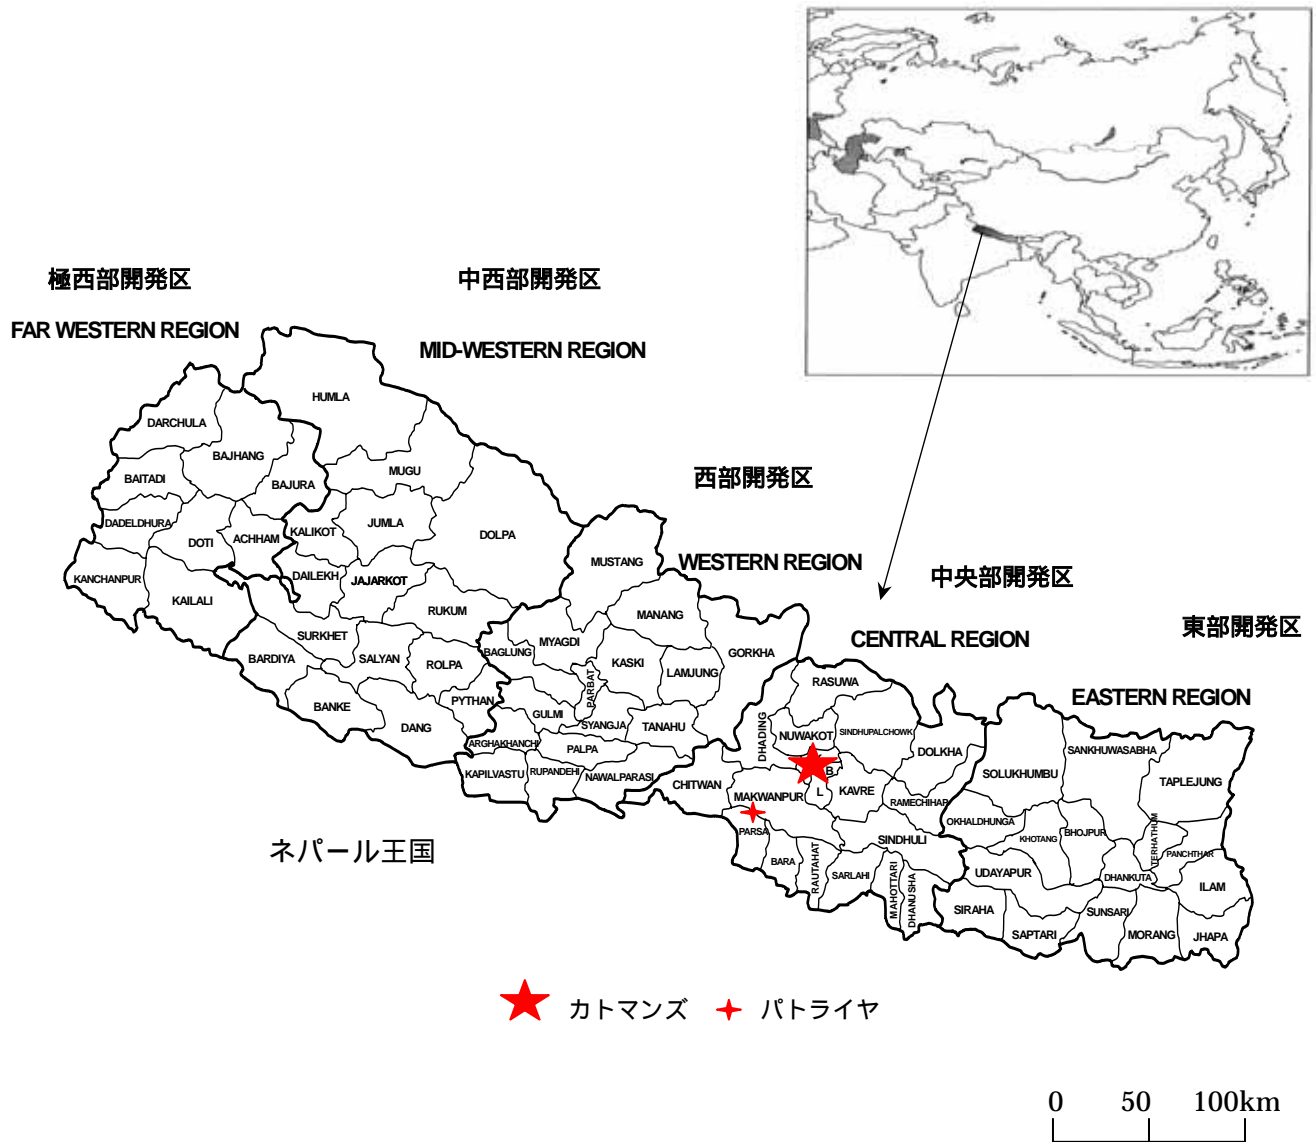 極西部開発区
中西部開発区
FAR WESTERN REGION
MID-WESTERN REGION
HUMLA
DARCHULA
BAJHANG
MUGU
BAITADI
BAJURA
西部開発区
DADELDHURA
DOTI
ACHHAM
KALIKOT
JUMLA
DOLPA
WESTERN REGION
MUSTANG
KANCHANPUR
KAILALI
DAILEKH
JAJARKOT
中央部開発区
RUKUM
MANANG
東部開発区
SURKHET
MYAGDI
GORKHA
CENTRAL REGION
BARDIYA
SALYAN
ROLPA
BAGLUNG
KASKI
LAMJUNG
RASUWA
EASTERN REGION
BANKE
PYTHAN
PARBAT
DANG
GULMI
SYANGJA
TANAHU
DHADING
NUWAKOT
SINDHUPALCHOWK
DOLKHA
SANKHUWASABHA
ARGHAKHANCHI
PALPA
KAPILVASTU
RUPANDEHI
NAWALPARASI
CHITWAN
B
SOLUKHUMBU
TAPLEJUNG
MAKWANPUR
L
KAVRE
RAMECHIHAP
PARSA
OKHALDHUNGA
KHOTANG
BHOJPUR
TERHATHUM
PANCHTHAR
ネパール王国
BARA
RAUTAHAT
SARLAHI
SINDHULI
MAHOTTARI
DHANUSHA
UDAYAPUR
DHANKUTA
ILAM
SIRAHA
SAPTARI
SUNSARI
MORANG
JHAPA
カトマンズ
パトライヤ
0 50 100km